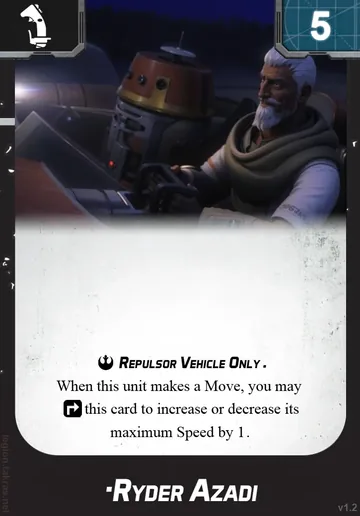 5
REPULSOR VEHICLE ONLY .
When this unit makes a Move, you may
this card to increase or decrease its
maximum Speed by 1.
•RYDER AZADI
v1.2